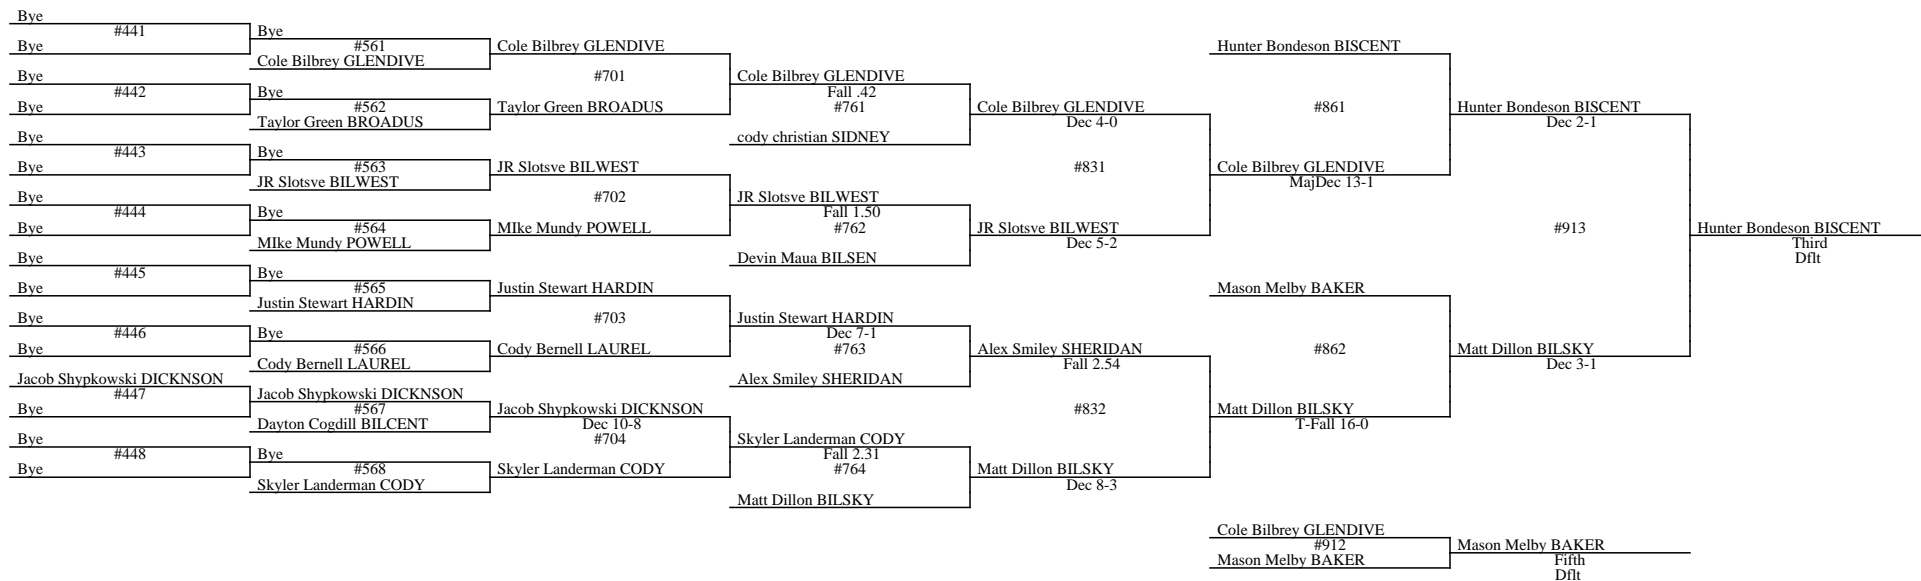 Bye
#441
Bye
Bye
#442
Bye
Bye
#443
Bye
Bye
#444
Bye
Bye
#445
Bye
Bye
#446
Bye
Jacob Shypkowski DICKNSON
#447
Bye
Bye
#448
Bye
Bye
#561
Cole Bilbrey GLENDIVE
Bye
#562
Taylor Green BROADUS
Bye
#563
JR Slotsve BILWEST
Bye
#564
MIke Mundy POWELL
Bye
#565
Justin Stewart HARDIN
Bye
#566
Cody Bernell LAUREL
Jacob Shypkowski DICKNSON
#567
Dayton Cogdill BILCENT
Bye
#568
Skyler Landerman CODY
Cole Bilbrey GLENDIVE
#701
Taylor Green BROADUS
JR Slotsve BILWEST
#702
MIke Mundy POWELL
Justin Stewart HARDIN
#703
Cody Bernell LAUREL
Jacob Shypkowski DICKNSON
Dec 10-8
#704
Skyler Landerman CODY
Cole Bilbrey GLENDIVE
Fall .42
#761
cody christian SIDNEY
JR Slotsve BILWEST
Fall 1.50
#762
Devin Maua BILSEN
Justin Stewart HARDIN
Dec 7-1
#763
Alex Smiley SHERIDAN
Skyler Landerman CODY
Fall 2.31
#764
Matt Dillon BILSKY
Cole Bilbrey GLENDIVE
Dec 4-0
#831
JR Slotsve BILWEST
Dec 5-2
Alex Smiley SHERIDAN
Fall 2.54
#832
Matt Dillon BILSKY
Dec 8-3
Hunter Bondeson BISCENT
#861
Cole Bilbrey GLENDIVE
MajDec 13-1
Mason Melby BAKER
#862
Matt Dillon BILSKY
T-Fall 16-0
Hunter Bondeson BISCENT
Dec 2-1
#913
Matt Dillon BILSKY
Dec 3-1
Hunter Bondeson BISCENT
Third
Dflt
Cole Bilbrey GLENDIVE
#912
Mason Melby BAKER
Mason Melby BAKER
Fifth
Dflt